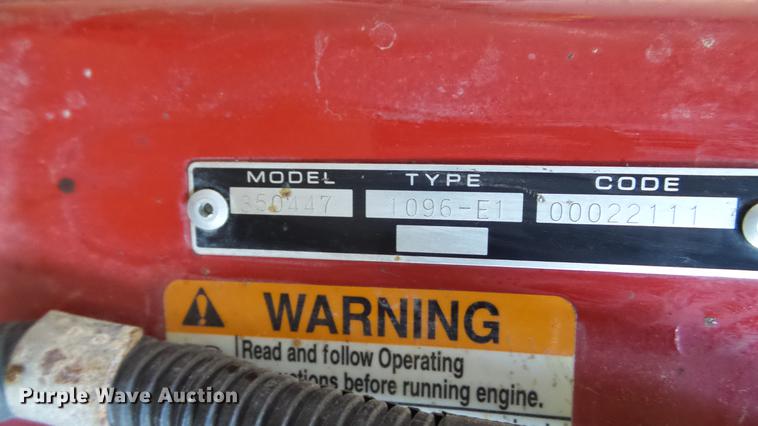 MODEL TYPE CODE
350447 1096-E1 00022111
WARNING
Read and follow Operating
before running engine.
Purple Wave Auction